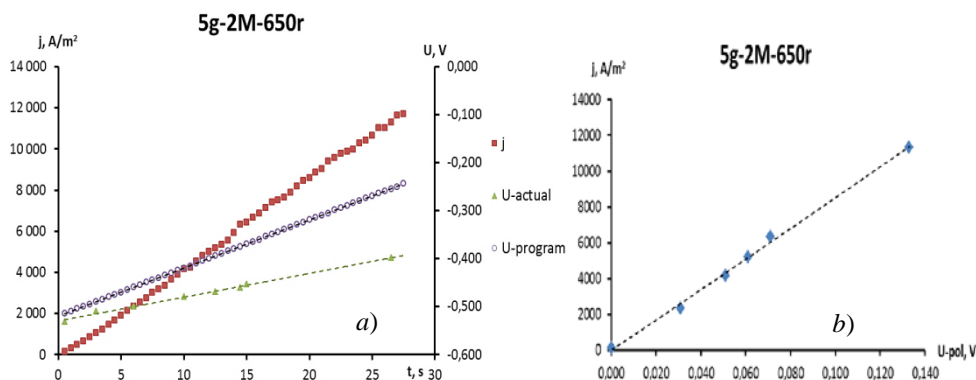 5g-2M-650r
j, A/m²
U, V
14 000
12 000
10 000
8 000
6 000
4 000
2 000
0
0,000
-0,100
-0,200
-0,300
-0,400
-0,500
-0,600
j
U-actual
U-program
a)
0 5 10 15 20 25 30
t, s
5g-2M-650r
j, A/m²
14000
12000
10000
8000
6000
4000
2000
0
b)
U-pol, V
0,000 0,020 0,040 0,060 0,080 0,100 0,120 0,140